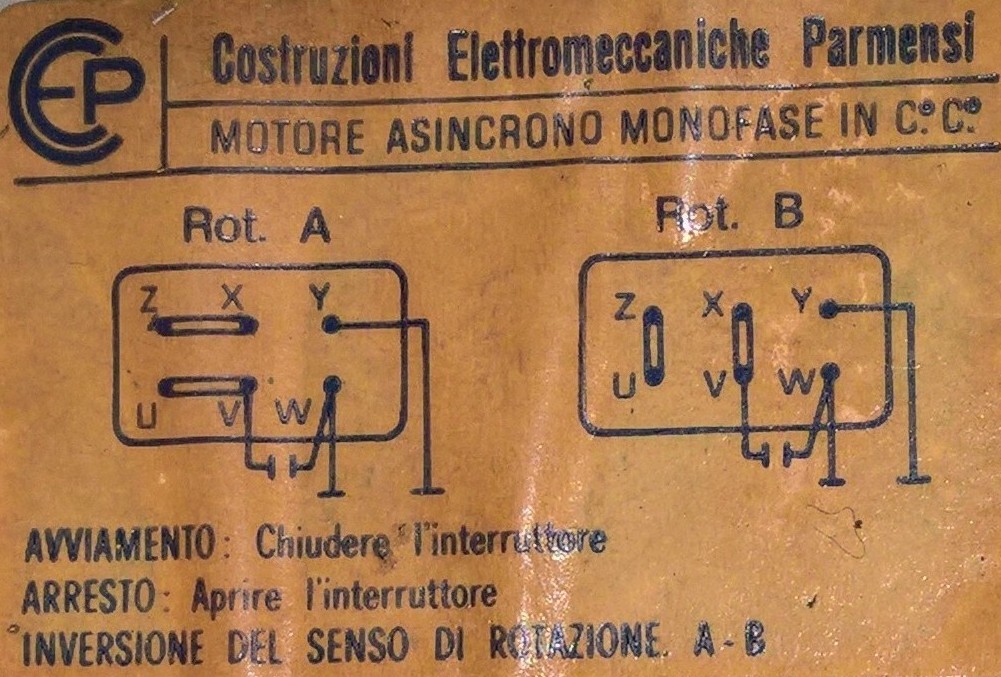 CEP
Costruzioni Elettromeccaniche Parmensi
MOTORE ASINCRONO MONOFASE IN C.º C.º
Rot. A
Rot. B
Z X Y
U V W
Z X Y
U V W
AVVIAMENTO: Chiudere l'interruttore
ARRESTO: Aprire l'interruttore
INVERSIONE DEL SENSO DI ROTAZIONE. A - B